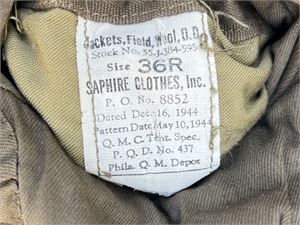 Jackets, Field, Wool, O.D.
Stock No. 55-J-384-595
Size 36R
SAPHIRE CLOTHES, Inc.
P. O. No. 8852
Dated Dec. 16, 1944
Pattern Date May 10, 1944
Q. M. C. Tent. Spec.
P. Q. D. No. 437
Phila. Q. M. Depot